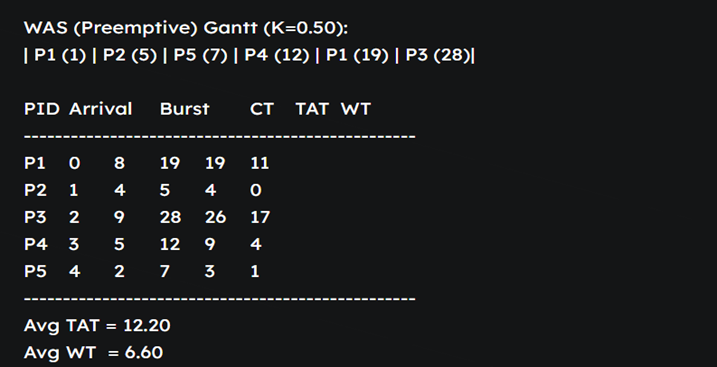 WAS (Preemptive) Gantt (K=0.50):
| P1 (1) | P2 (5) | P5 (7) | P4 (12) | P1 (19) | P3 (28)|
PID Arrival Burst CT TAT WT
----------------------------------------------------
P1 0 8 19 19 11
P2 1 4 5 4 0
P3 2 9 28 26 17
P4 3 5 12 9 4
P5 4 2 7 3 1
----------------------------------------------------
Avg TAT = 12.20
Avg WT = 6.60